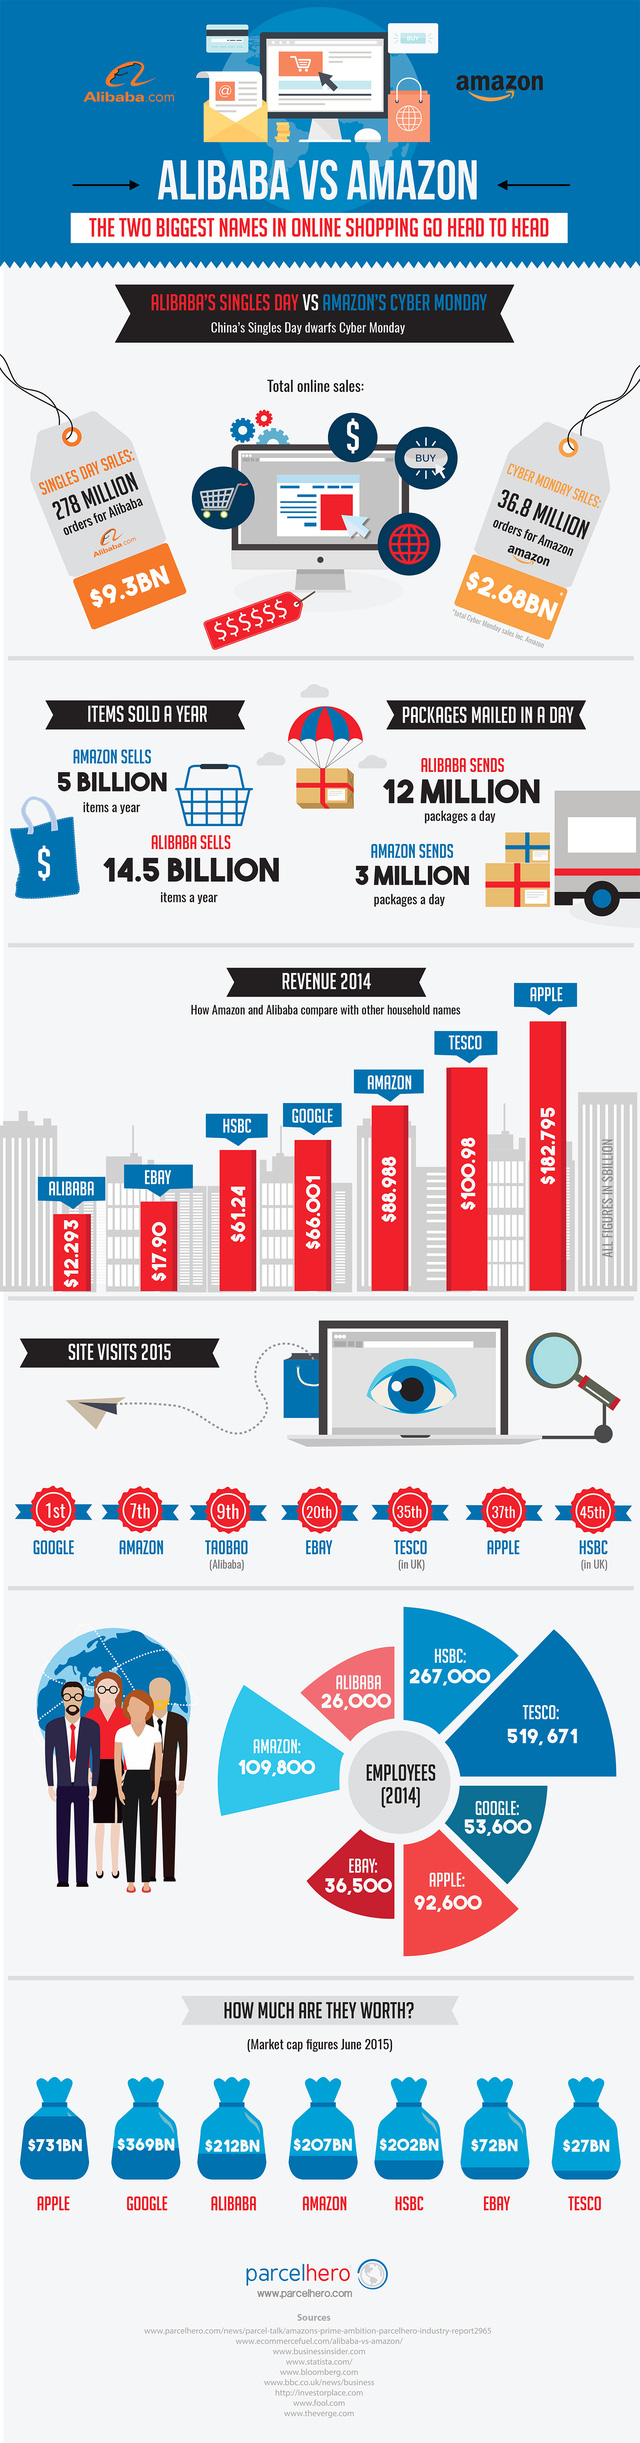 Alibaba.com
@
BUY
amazon
ALIBABA VS AMAZON
THE TWO BIGGEST NAMES IN ONLINE SHOPPING GO HEAD TO HEAD
ALIBABA'S SINGLES DAY VS AMAZON'S CYBER MONDAY
China's Singles Day dwarfs Cyber Monday
Total online sales:
SINGLES DAY SALES:
278 MILLION
orders for Alibaba
Alibaba.com
$9.3BN
$
BUY
$$$$$$
CYBER MONDAY SALES:
36.8 MILLION
orders for Amazon
amazon
$2.68BN*
*total Cyber Monday sales inc. Amazon
ITEMS SOLD A YEAR
AMAZON SELLS
5 BILLION
items a year
$
ALIBABA SELLS
14.5 BILLION
items a year
PACKAGES MAILED IN A DAY
ALIBABA SENDS
12 MILLION
packages a day
AMAZON SENDS
3 MILLION
packages a day
REVENUE 2014
How Amazon and Alibaba compare with other household names
ALIBABA
$12.293
EBAY
$17.90
HSBC
$61.24
GOOGLE
$66.001
AMAZON
$88.988
TESCO
$100.98
APPLE
$182.795
ALL FIGURES IN $BILLION
SITE VISITS 2015
1st
GOOGLE
7th
AMAZON
9th
TAOBAO
(Alibaba)
20th
EBAY
35th
TESCO
(in UK)
37th
APPLE
45th
HSBC
(in UK)
EMPLOYEES
(2014)
HSBC:
267,000
TESCO:
519,671
GOOGLE:
53,600
APPLE:
92,600
EBAY:
36,500
AMAZON:
109,800
ALIBABA
26,000
HOW MUCH ARE THEY WORTH?
(Market cap figures June 2015)
$731BN
APPLE
$369BN
GOOGLE
$212BN
ALIBABA
$207BN
AMAZON
$202BN
HSBC
$72BN
EBAY
$27BN
TESCO
parcelhero
www.parcelhero.com
Sources
www.parcelhero.com/news/parcel-talk/amazons-prime-ambition-parcelhero-industry-report2965
www.ecommercefuel.com/alibaba-vs-amazon/
www.businessinsider.com
www.statista.com/
www.bloomberg.com
www.bbc.co.uk/news/business
http://investorplace.com
www.fool.com
www.theverge.com